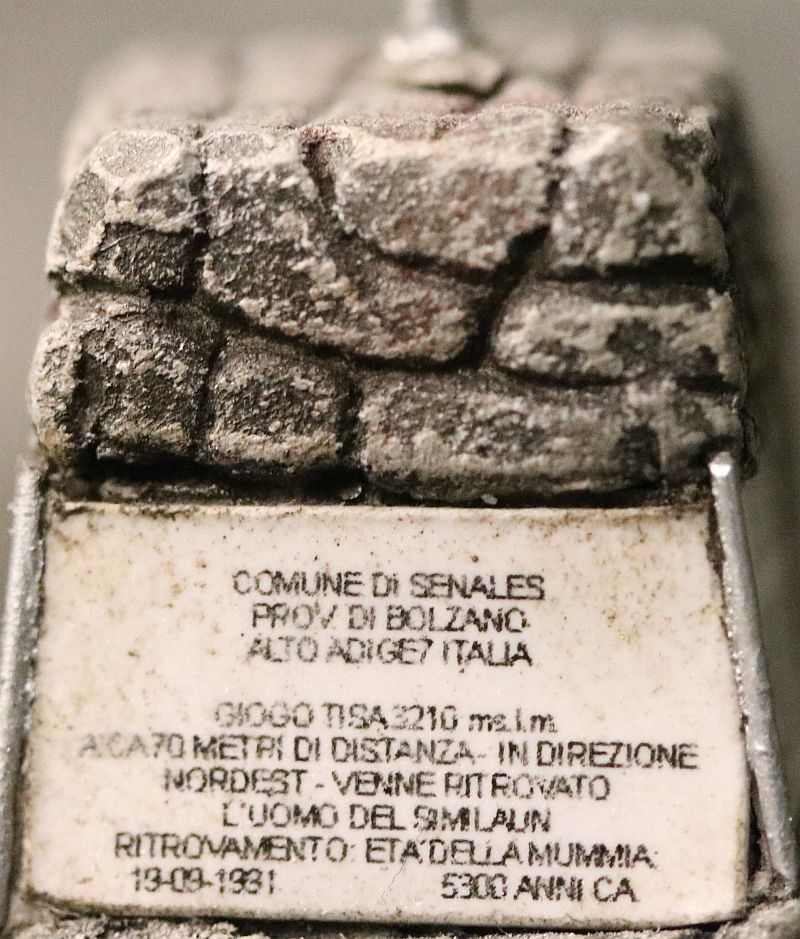 COMUNE DI SENALES
PROV. DI BOLZANO
ALTO ADIGE7 ITALIA
GIOGO TISA 3210 ms.l.m.
A CA 70 METRI DI DISTANZA - IN DIREZIONE
NORDEST - VENNE RITROVATO
L'UOMO DEL SIMILAUN
RITROVAMENTO: ETA'DELLA MUMMIA:
19-09-1991 5300 ANNI CA.